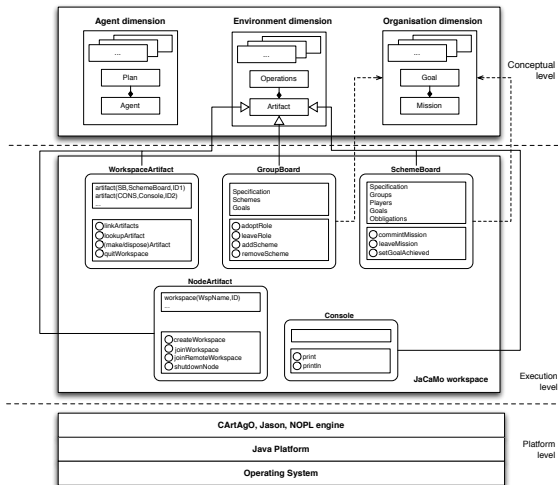 Agent dimension
Environment dimension
Organisation dimension
...
...
...
Plan
Operations
Goal
Agent
Artifact
Mission
Conceptual
level
WorkspaceArtifact
GroupBoard
SchemeBoard
artifact(SB,SchemeBoard,ID1)
artifact(CONS,Console,ID2)
...
linkArtifacts
lookupArtifact
(make/dispose)Artifact
quitWorkspace
Specification
Schemes
Goals
adoptRole
leaveRole
addScheme
removeScheme
Specification
Groups
Players
Goals
Obbligations
commintMission
leaveMission
setGoalAchieved
NodeArtifact
workspace(WspName,ID)
...
createWorkspace
joinWorkspace
joinRemoteWorkspace
shutdownNode
Console
print
println
JaCaMo workspace
Execution
level
CArtAgO, Jason, NOPL engine
Java Platform
Operating System
Platform
level